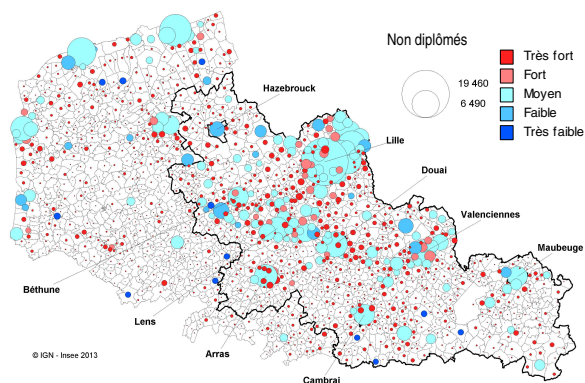 Non diplômés
19 460
6 490
Très fort
Fort
Moyen
Faible
Très faible
Hazebrouck
Lille
Douai
Valenciennes
Maubeuge
Béthune
Lens
Arras
Cambrai
© IGN - Insee 2013